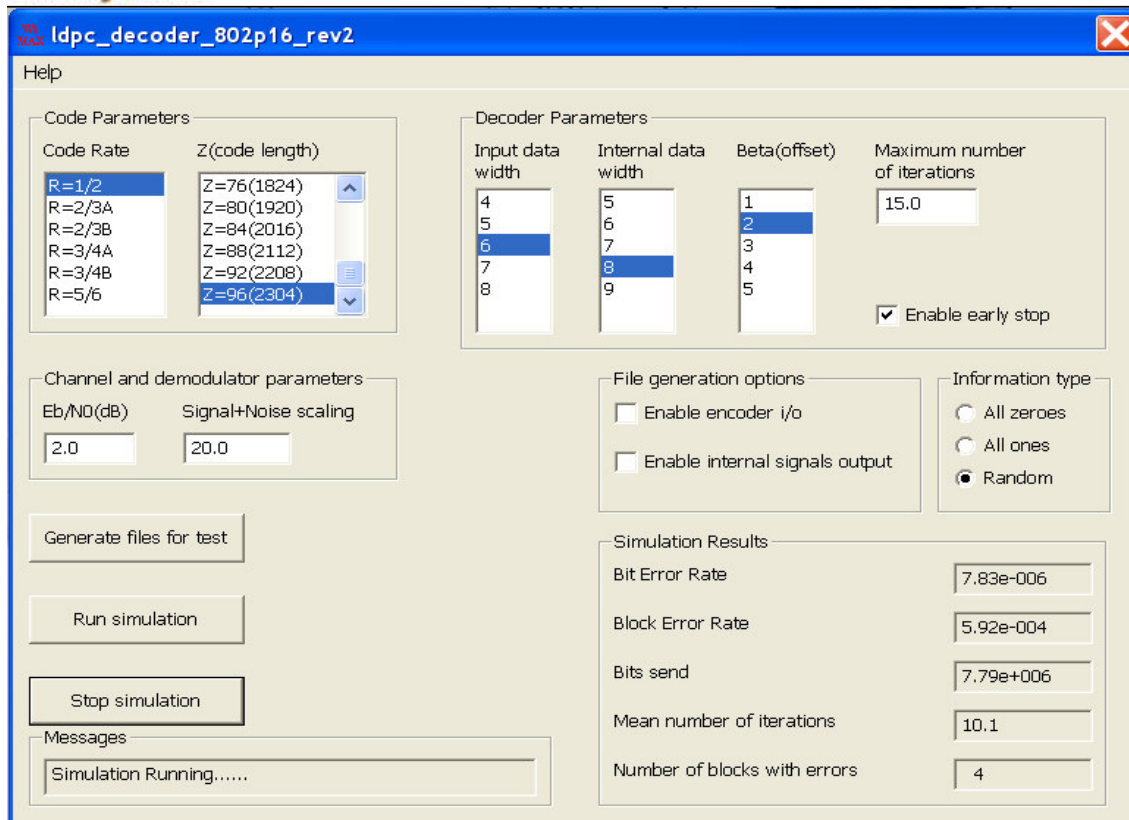 WI MAX
ldpc_decoder_802p16_rev2
Help
Code Parameters
Code Rate
R=1/2
R=2/3A
R=2/3B
R=3/4A
R=3/4B
R=5/6
Z(code length)
Z=76(1824)
Z=80(1920)
Z=84(2016)
Z=88(2112)
Z=92(2208)
Z=96(2304)
Decoder Parameters
Input data
width
4
5
6
7
8
Internal data
width
5
6
7
8
9
Beta(offset)
1
2
3
4
5
Maximum number
of iterations
15.0
Enable early stop
Channel and demodulator parameters
Eb/N0(dB)
2.0
Signal+Noise scaling
20.0
File generation options
Enable encoder i/o
Enable internal signals output
Information type
All zeroes
All ones
Random
Generate files for test
Run simulation
Stop simulation
Messages
Simulation Running......
Simulation Results
Bit Error Rate
7.83e-006
Block Error Rate
5.92e-004
Bits send
7.79e+006
Mean number of iterations
10.1
Number of blocks with errors
4